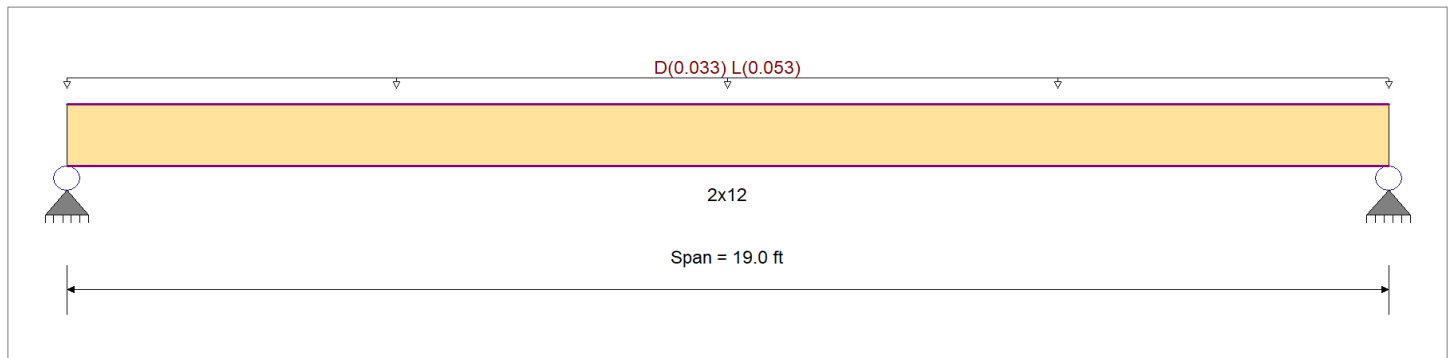 D(0.033) L(0.053)
2x12
Span = 19.0 ft